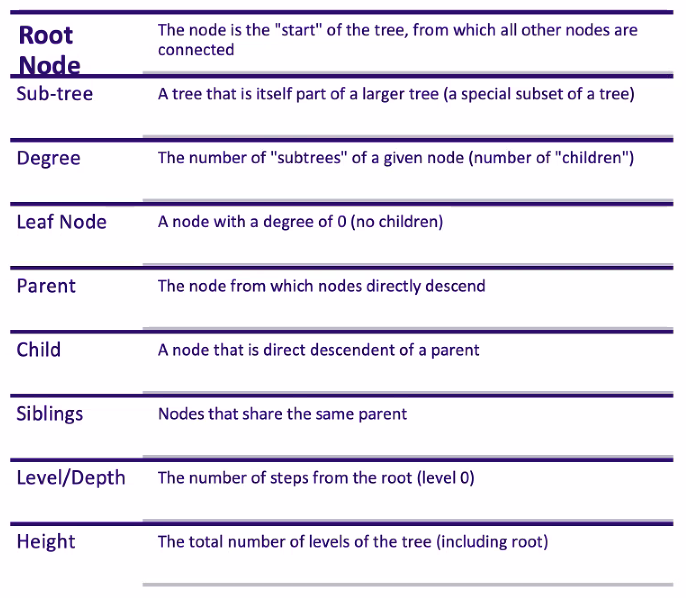 Root
Node
The node is the "start" of the tree, from which all other nodes are
connected
Sub-tree
A tree that is itself part of a larger tree (a special subset of a tree)
Degree
The number of "subtrees" of a given node (number of "children")
Leaf Node
A node with a degree of 0 (no children)
Parent
The node from which nodes directly descend
Child
A node that is direct descendent of a parent
Siblings
Nodes that share the same parent
Level/Depth
The number of steps from the root (level 0)
Height
The total number of levels of the tree (including root)